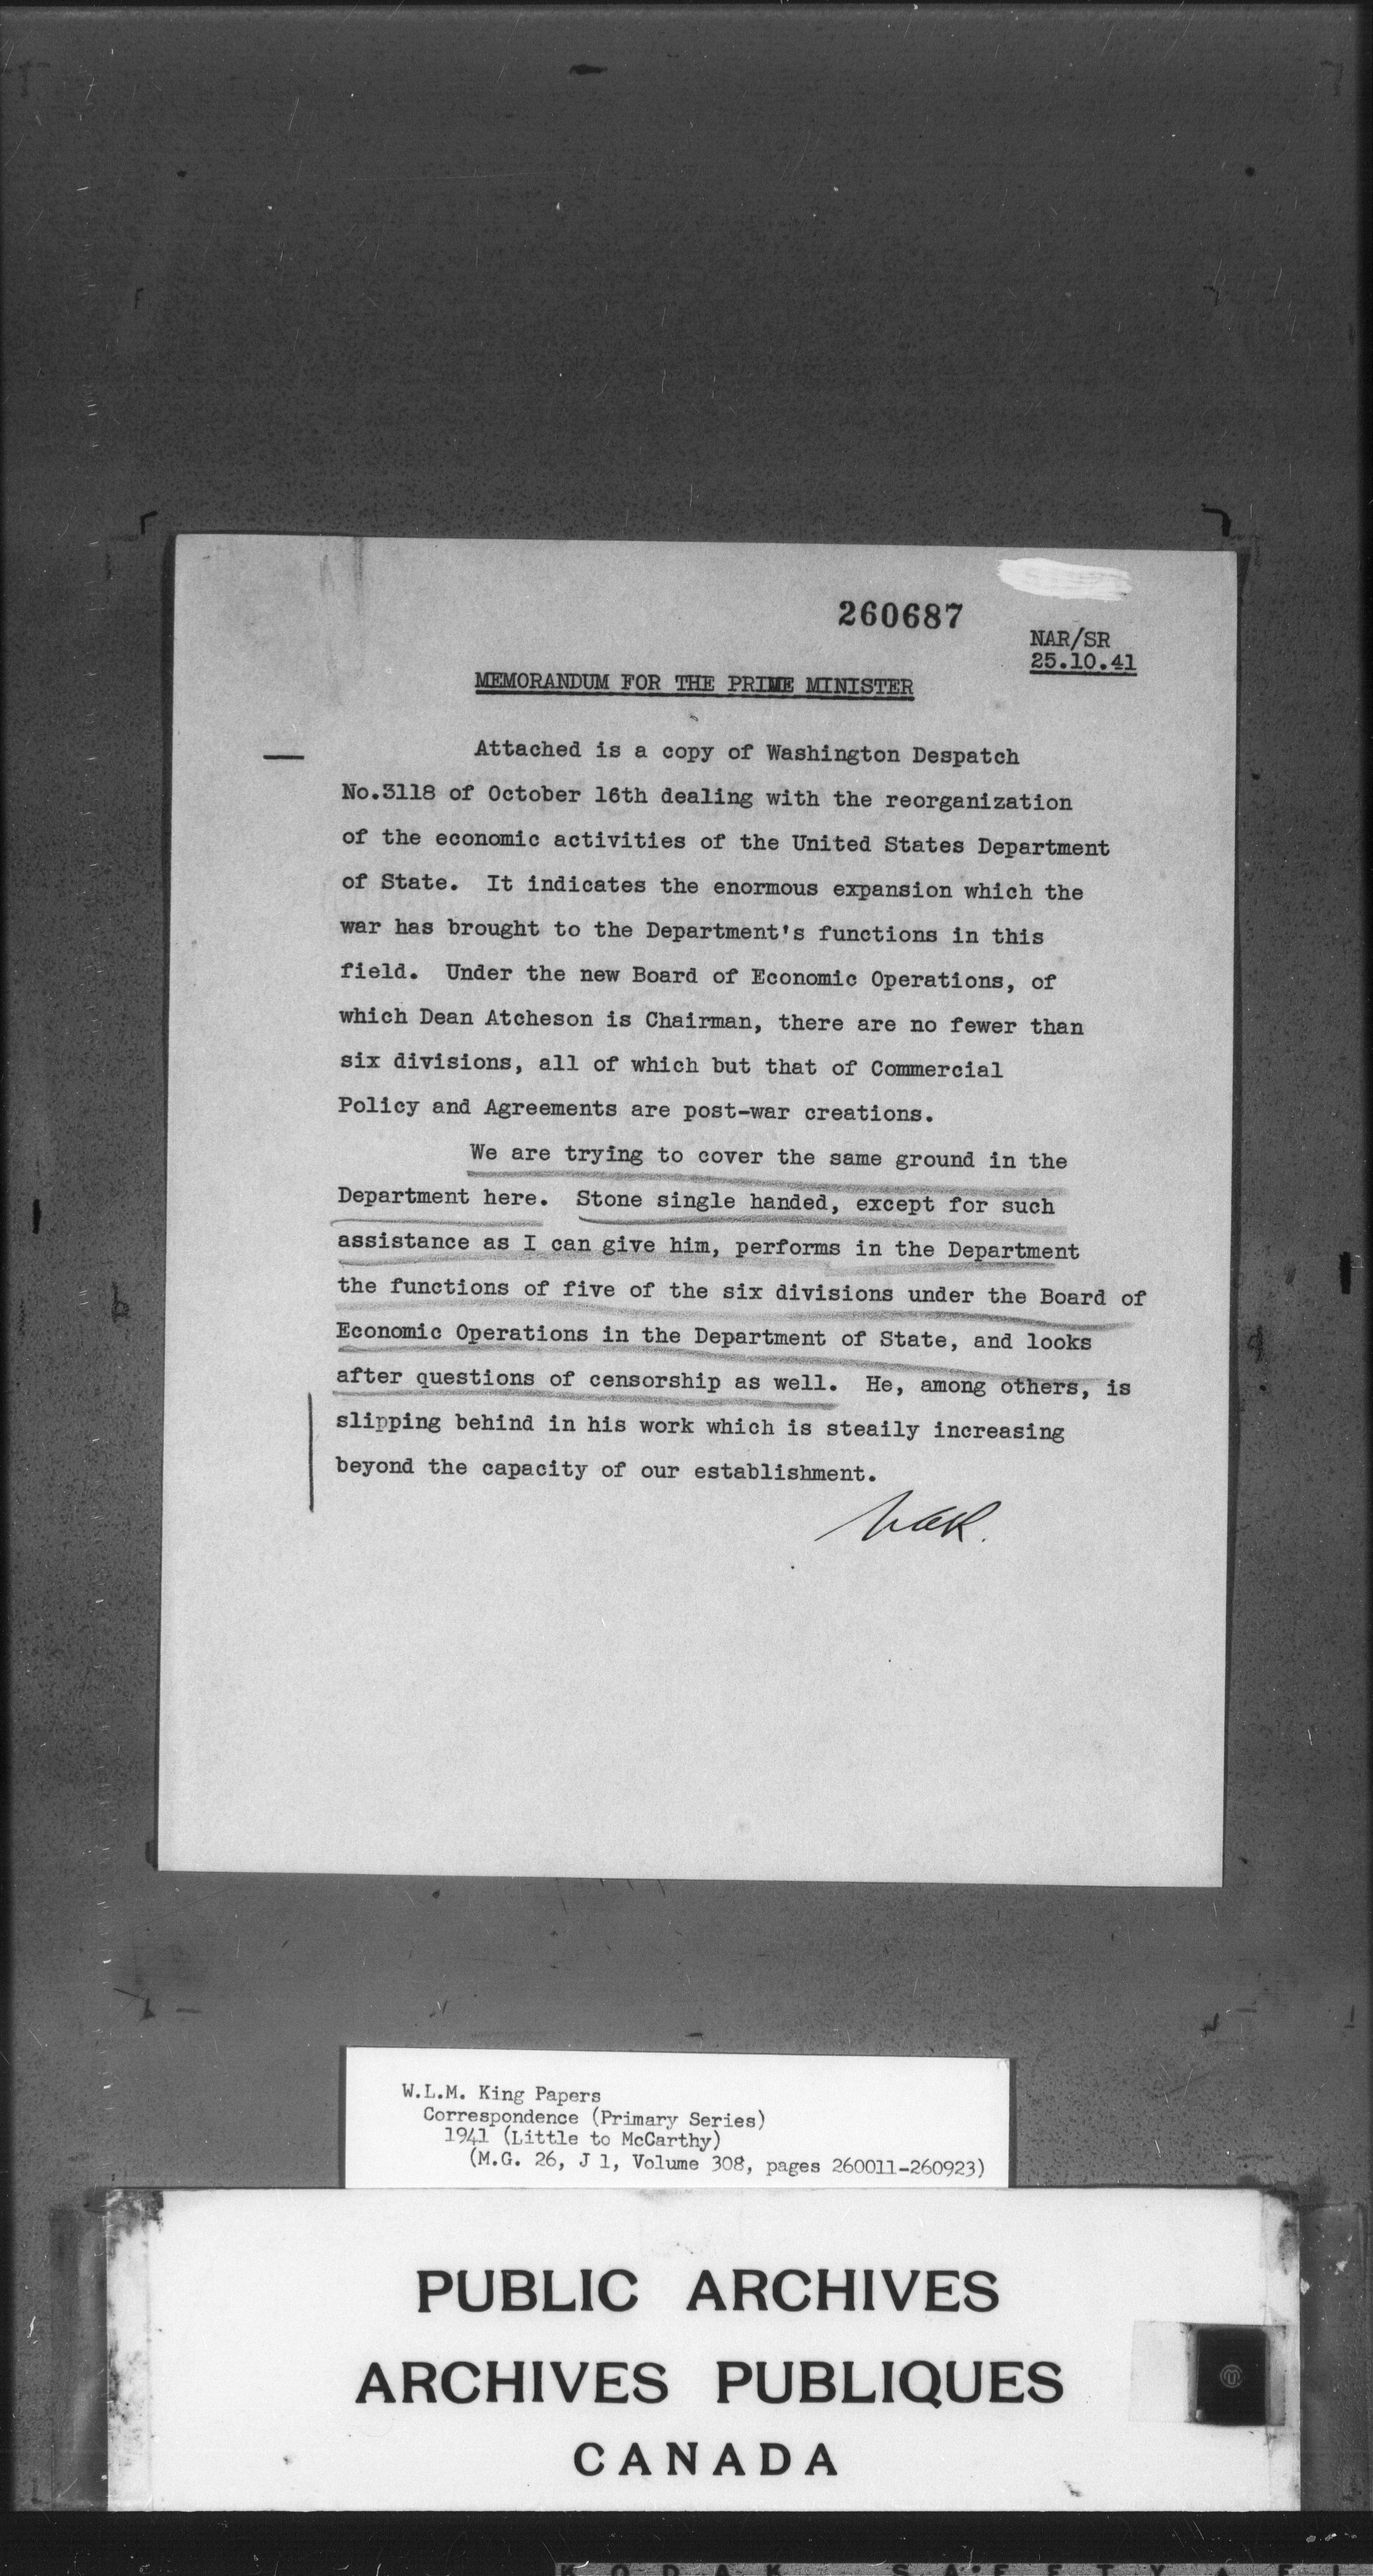 260687
NAR/SR
25.10.41
MEMORANDUM FOR THE PRIME MINISTER
Attached is a copy of Washington Despatch
No.3118 of October 16th dealing with the reorganization
of the economic activities of the United States Department
of State. It indicates the enormous expansion which the
war has brought to the Department's functions in this
field. Under the new Board of Economic Operations, of
which Dean Atcheson is Chairman, there are no fewer than
six divisions, all of which but that of Commercial
Policy and Agreements are post-war creations.
We are trying to cover the same ground in the
Department here. Stone single handed, except for such
assistance as I can give him, performs in the Department
the functions of five of the six divisions under the Board of
Economic Operations in the Department of State, and looks
after questions of censorship as well. He, among others, is
slipping behind in his work which is steaily increasing
beyond the capacity of our establishment.
NAR.
W.L.M. King Papers
Correspondence (Primary Series)
1941 (Little to McCarthy)
(M.G. 26, J 1, Volume 308, pages 260011-260923)
PUBLIC ARCHIVES
ARCHIVES PUBLIQUES
CANADA
KODAK SAFETY